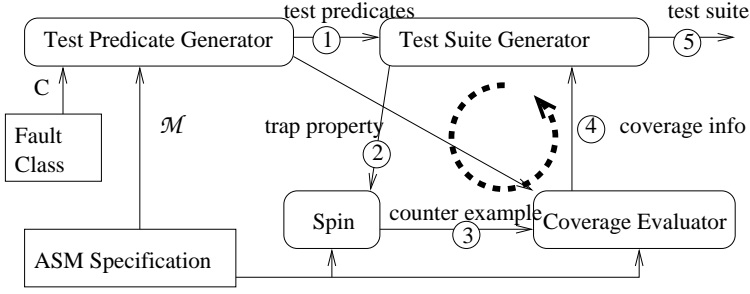 test predicates
test suite
Test Predicate Generator
1
Test Suite Generator
5
C
Fault
Class
ℳ
trap property
2
4
coverage info
Spin
counter example
3
Coverage Evaluator
ASM Specification